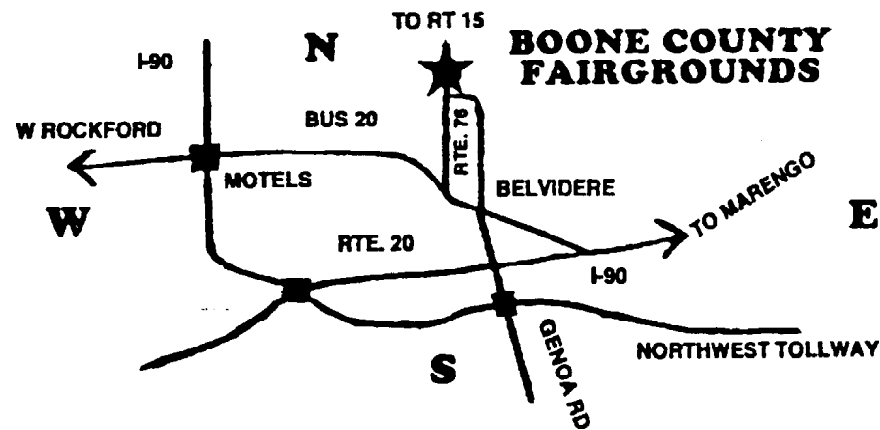 TO RT 15
N
BOONE COUNTY
FAIRGROUNDS
I-90
BUS 20
RTE. 76
W ROCKFORD
MOTELS
BELVIDERE
TO MARENGO
W
E
RTE. 20
I-90
GENOA RD
NORTHWEST TOLLWAY
S